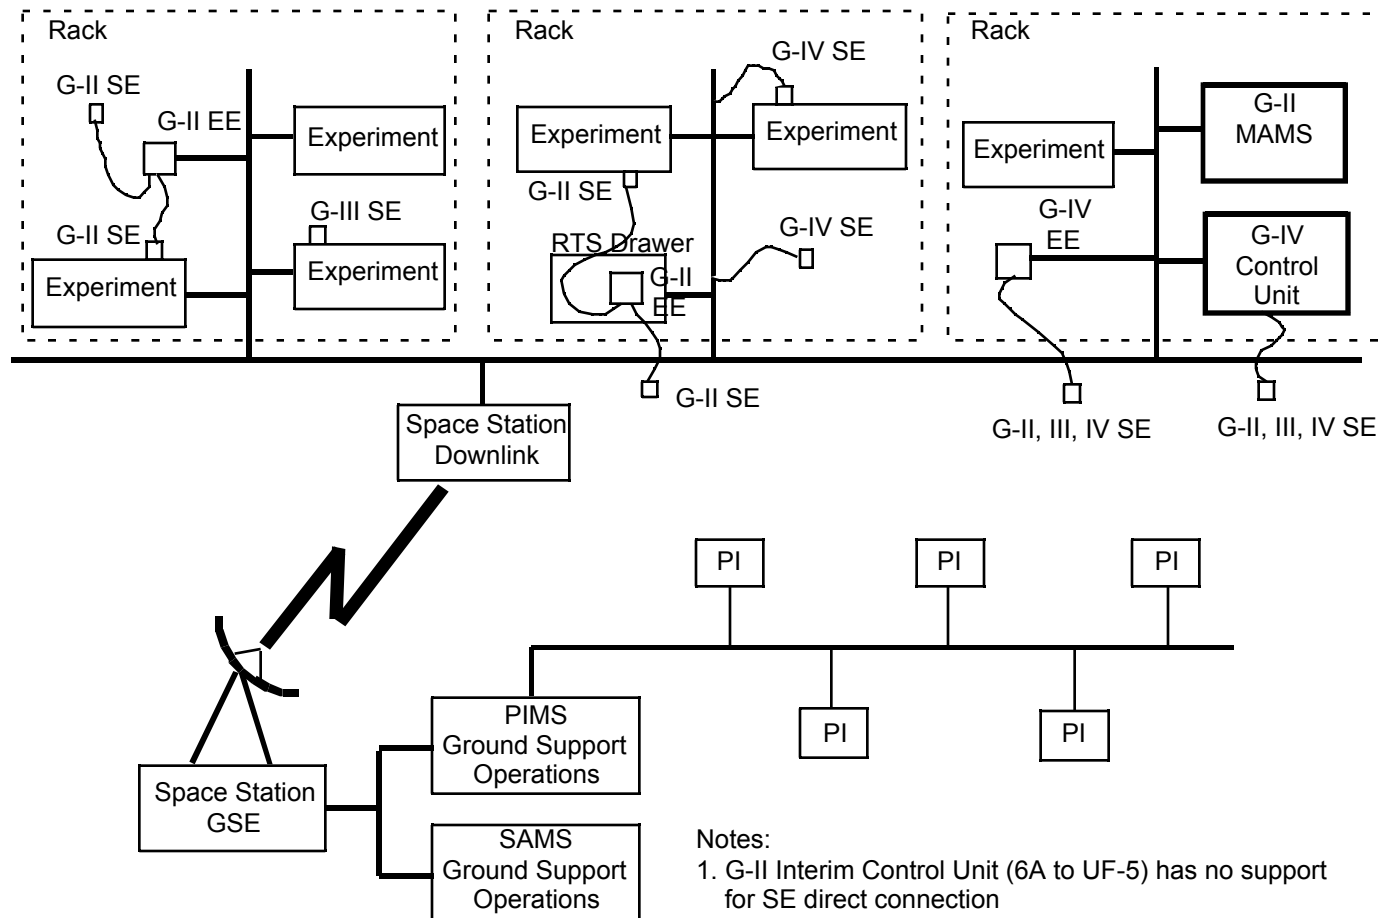 Rack
G-II SE
G-II EE
Experiment
G-III SE
G-II SE
Experiment
Experiment
Rack
G-IV SE
Experiment
Experiment
G-II SE
G-IV SE
RTS Drawer
G-II
EE
G-II SE
Rack
G-II
MAMS
Experiment
G-IV
EE
G-IV
Control
Unit
G-II, III, IV SE
G-II, III, IV SE
Space Station
Downlink
PI
PI
PI
PI
PI
PIMS
Ground Support
Operations
Space Station
GSE
SAMS
Ground Support
Operations
Notes:
1. G-II Interim Control Unit (6A to UF-5) has no support
for SE direct connection